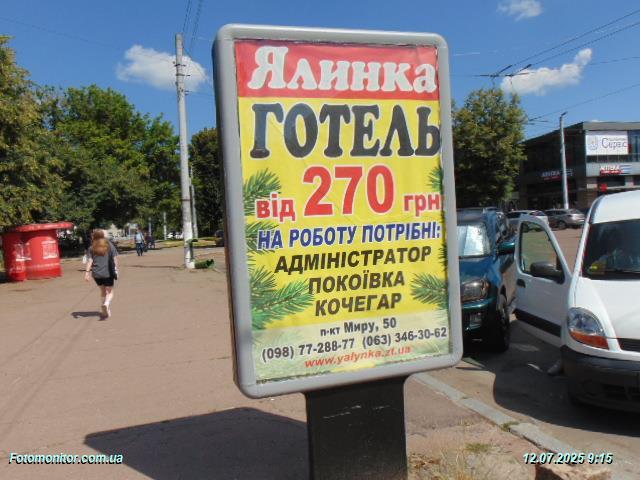 Ялинка
ГОТЕЛЬ
від 270 грн
НА РОБОТУ ПОТРІБНІ:
АДМІНІСТРАТОР
ПОКОЇВКА
КОЧЕГАР
п-кт Миру, 50
(098) 77-288-77 (063) 346-30-62
www.yalynka.zt.ua
Сервіс
Fotomonitor.com.ua
12.07.2025 9:15